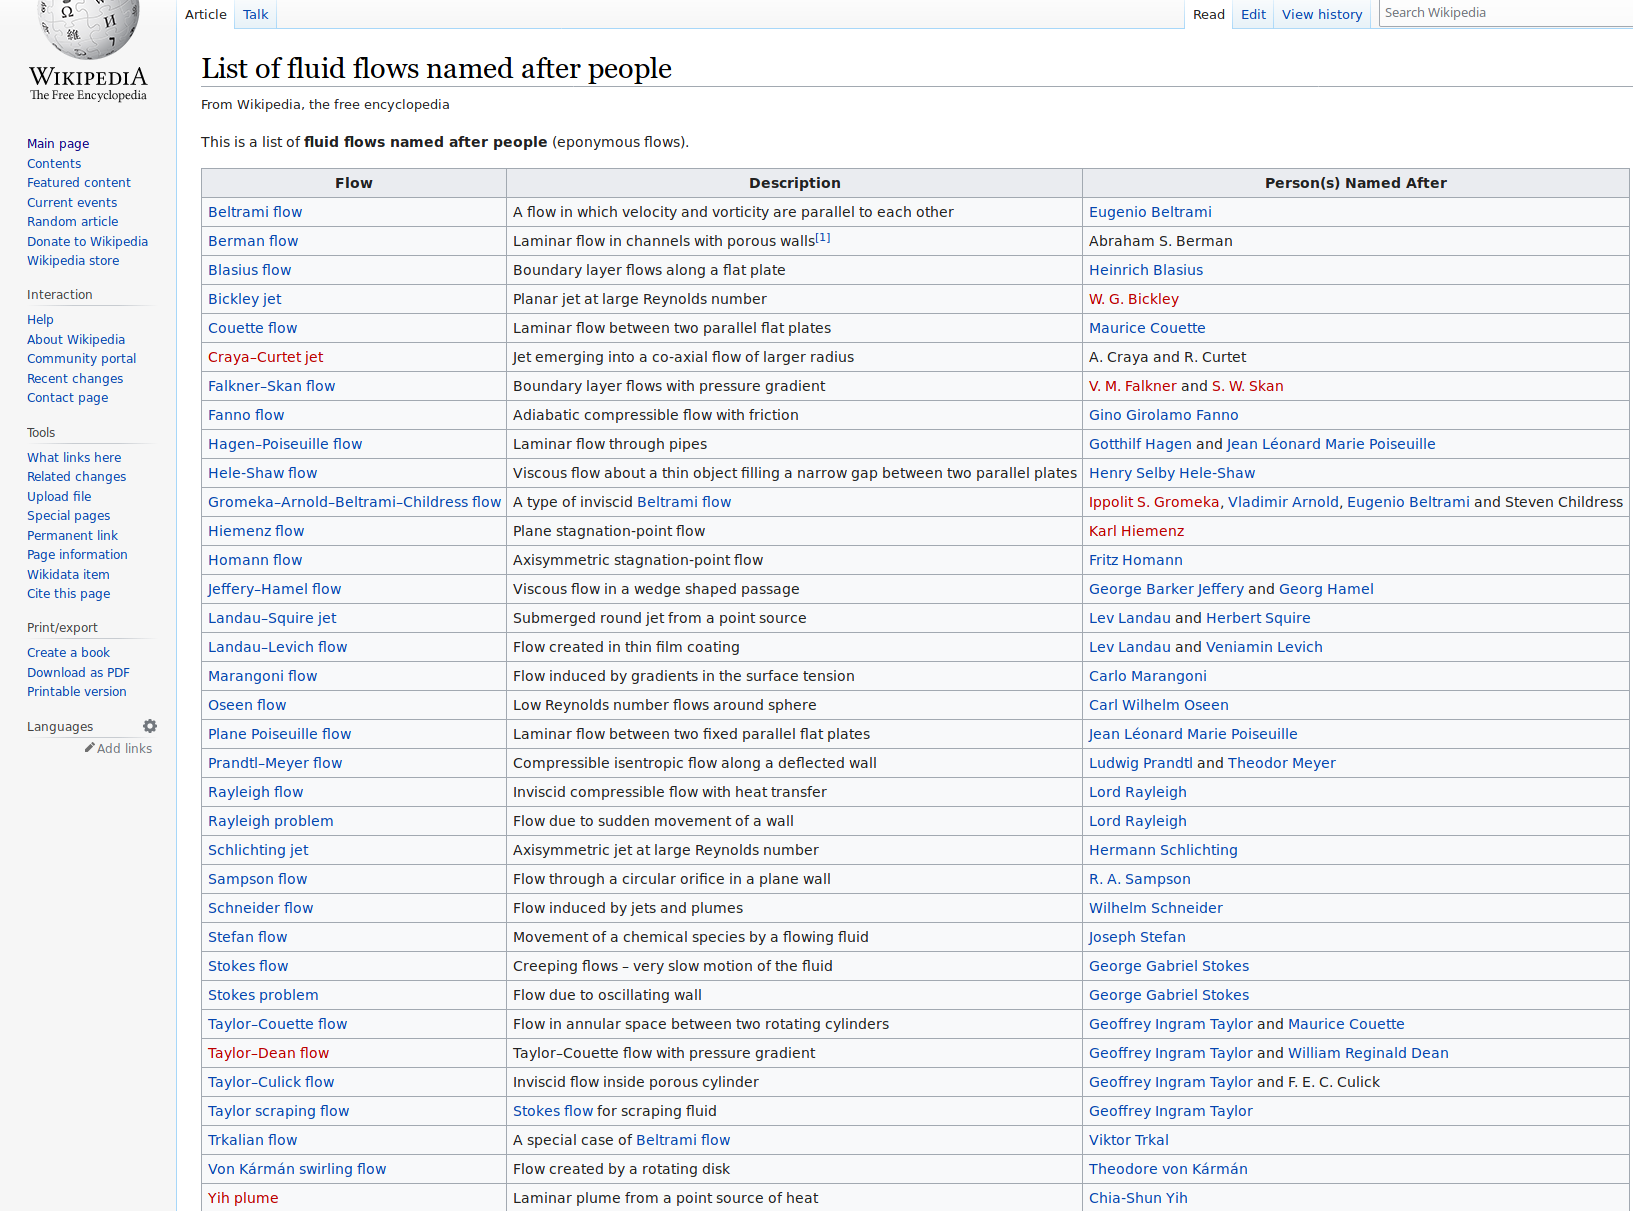 Article Talk Read Edit View history Search Wikipedia
Ω И 維 7
WIKIPEDIA
The Free Encyclopedia
Main page
Contents
Featured content
Current events
Random article
Donate to Wikipedia
Wikipedia store
Interaction
Help
About Wikipedia
Community portal
Recent changes
Contact page
Tools
What links here
Related changes
Upload file
Special pages
Permanent link
Page information
Wikidata item
Cite this page
Print/export
Create a book
Download as PDF
Printable version
Languages
Add links
List of fluid flows named after people
From Wikipedia, the free encyclopedia
This is a list of fluid flows named after people (eponymous flows).
Flow Description Person(s) Named After
Beltrami flow A flow in which velocity and vorticity are parallel to each other Eugenio Beltrami
Berman flow Laminar flow in channels with porous walls[1] Abraham S. Berman
Blasius flow Boundary layer flows along a flat plate Heinrich Blasius
Bickley jet Planar jet at large Reynolds number W. G. Bickley
Couette flow Laminar flow between two parallel flat plates Maurice Couette
Craya–Curtet jet Jet emerging into a co-axial flow of larger radius A. Craya and R. Curtet
Falkner–Skan flow Boundary layer flows with pressure gradient V. M. Falkner and S. W. Skan
Fanno flow Adiabatic compressible flow with friction Gino Girolamo Fanno
Hagen–Poiseuille flow Laminar flow through pipes Gotthilf Hagen and Jean Léonard Marie Poiseuille
Hele-Shaw flow Viscous flow about a thin object filling a narrow gap between two parallel plates Henry Selby Hele-Shaw
Gromeka–Arnold–Beltrami–Childress flow A type of inviscid Beltrami flow Ippolit S. Gromeka, Vladimir Arnold, Eugenio Beltrami and Steven Childress
Hiemenz flow Plane stagnation-point flow Karl Hiemenz
Homann flow Axisymmetric stagnation-point flow Fritz Homann
Jeffery–Hamel flow Viscous flow in a wedge shaped passage George Barker Jeffery and Georg Hamel
Landau–Squire jet Submerged round jet from a point source Lev Landau and Herbert Squire
Landau–Levich flow Flow created in thin film coating Lev Landau and Veniamin Levich
Marangoni flow Flow induced by gradients in the surface tension Carlo Marangoni
Oseen flow Low Reynolds number flows around sphere Carl Wilhelm Oseen
Plane Poiseuille flow Laminar flow between two fixed parallel flat plates Jean Léonard Marie Poiseuille
Prandtl–Meyer flow Compressible isentropic flow along a deflected wall Ludwig Prandtl and Theodor Meyer
Rayleigh flow Inviscid compressible flow with heat transfer Lord Rayleigh
Rayleigh problem Flow due to sudden movement of a wall Lord Rayleigh
Schlichting jet Axisymmetric jet at large Reynolds number Hermann Schlichting
Sampson flow Flow through a circular orifice in a plane wall R. A. Sampson
Schneider flow Flow induced by jets and plumes Wilhelm Schneider
Stefan flow Movement of a chemical species by a flowing fluid Joseph Stefan
Stokes flow Creeping flows – very slow motion of the fluid George Gabriel Stokes
Stokes problem Flow due to oscillating wall George Gabriel Stokes
Taylor–Couette flow Flow in annular space between two rotating cylinders Geoffrey Ingram Taylor and Maurice Couette
Taylor–Dean flow Taylor–Couette flow with pressure gradient Geoffrey Ingram Taylor and William Reginald Dean
Taylor–Culick flow Inviscid flow inside porous cylinder Geoffrey Ingram Taylor and F. E. C. Culick
Taylor scraping flow Stokes flow for scraping fluid Geoffrey Ingram Taylor
Trkalian flow A special case of Beltrami flow Viktor Trkal
Von Kármán swirling flow Flow created by a rotating disk Theodore von Kármán
Yih plume Laminar plume from a point source of heat Chia-Shun Yih